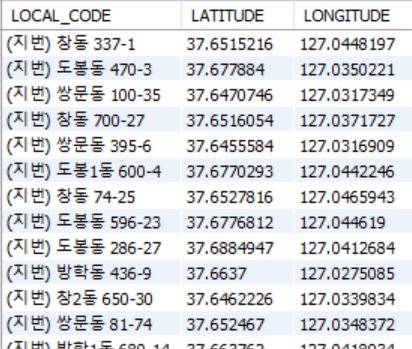 LOCAL_CODE LATITUDE LONGITUDE
(지번) 창동 337-1 37.6515216 127.0448197
(지번) 도봉동 470-3 37.677884 127.0350221
(지번) 쌍문동 100-35 37.6470746 127.0317349
(지번) 창동 700-27 37.6516054 127.0371727
(지번) 쌍문동 395-6 37.6455584 127.0316909
(지번) 도봉1동 600-4 37.6770293 127.0442246
(지번) 창동 74-25 37.6527816 127.0465943
(지번) 도봉동 596-23 37.6776812 127.044619
(지번) 도봉동 286-27 37.6884947 127.0412684
(지번) 방학동 436-9 37.6637 127.0275085
(지번) 창2동 650-30 37.6462226 127.0339834
(지번) 쌍문동 81-74 37.652467 127.0348372
(지번) 방학1동 680-14 37.663762 127.0418034